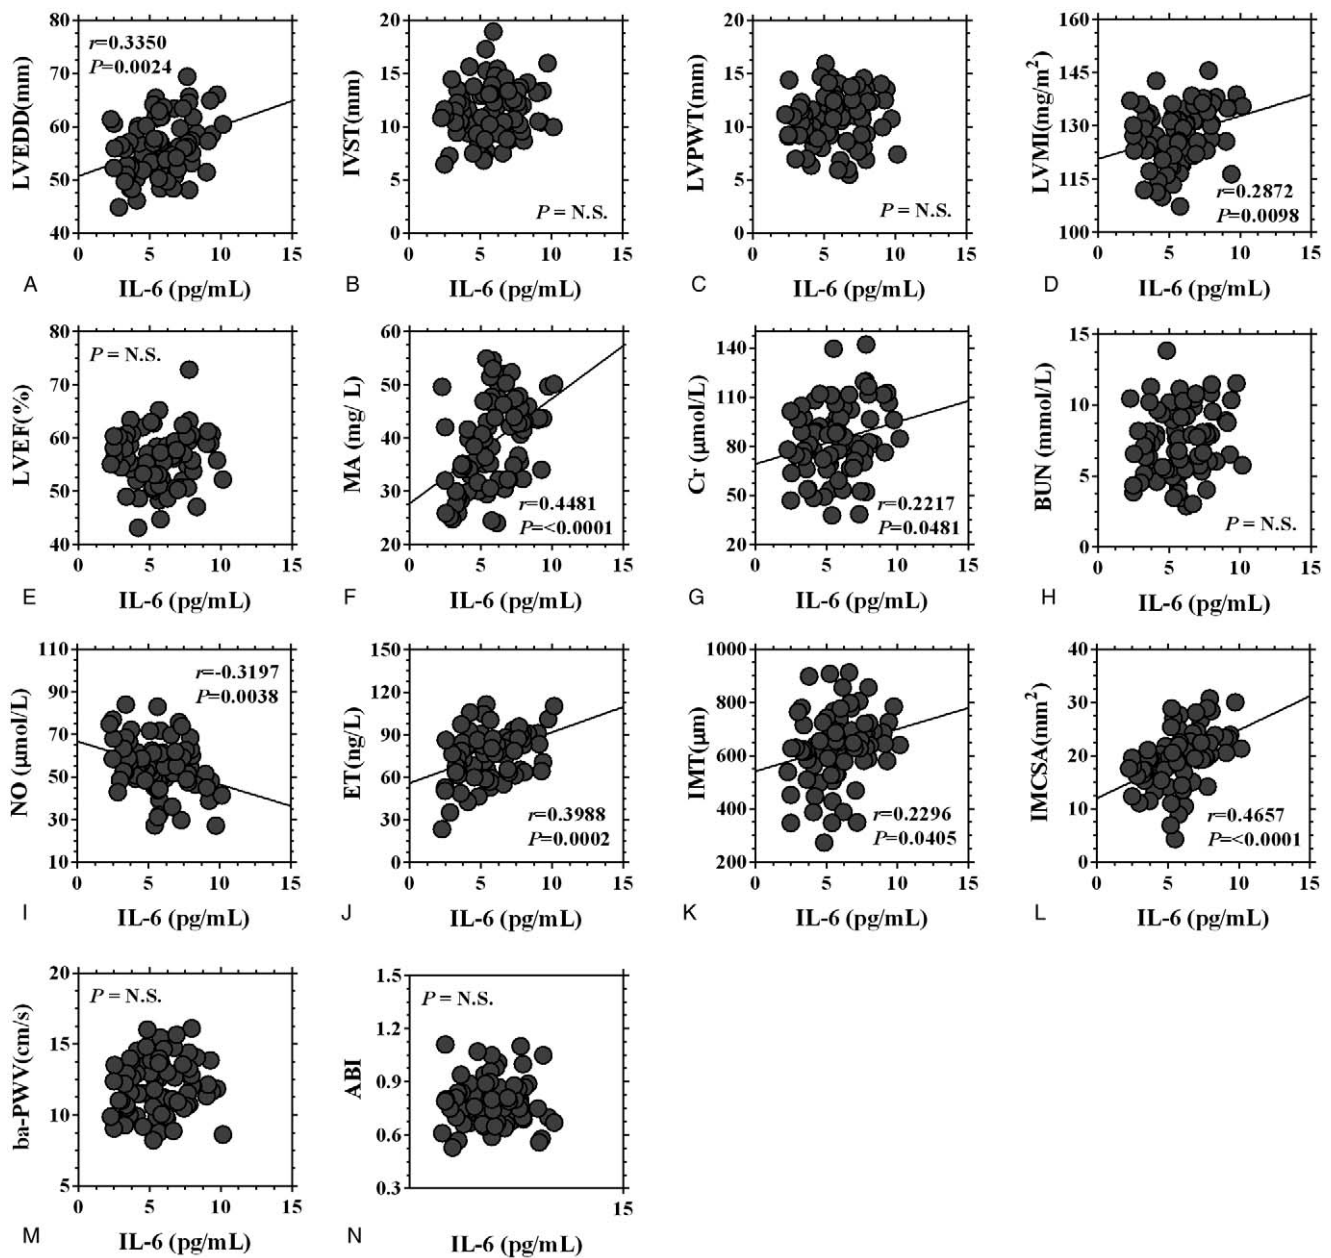 LVEDD(mm)
80
70
60
50
40
r=0.3350
P=0.0024
0 5 10 15
A IL-6 (pg/mL)
IVST(mm)
20
15
10
5
0
P = N.S.
0 5 10 15
B IL-6 (pg/mL)
LVPWT(mm)
20
15
10
5
0
P = N.S.
0 5 10 15
C IL-6 (pg/mL)
LVMI(mg/m²)
160
145
130
115
100
r=0.2872
P=0.0098
0 5 10 15
D IL-6 (pg/mL)
LVEF(%)
80
70
60
50
40
P = N.S.
0 5 10 15
E IL-6 (pg/mL)
MA (mg/ L)
60
50
40
30
20
r=0.4481
P=<0.0001
0 5 10 15
F IL-6 (pg/mL)
Cr (μmol/L)
140
110
80
50
20
r=0.2217
P=0.0481
0 5 10 15
G IL-6 (pg/mL)
BUN (mmol/L)
15
10
5
0
P = N.S.
0 5 10 15
H IL-6 (pg/mL)
NO (μmol/L)
110
90
70
50
30
10
r=-0.3197
P=0.0038
0 5 10 15
I IL-6 (pg/mL)
ET(ng/L)
150
120
90
60
30
0
r=0.3988
P=0.0002
0 5 10 15
J IL-6 (pg/mL)
IMT(μm)
1000
800
600
400
200
r=0.2296
P=0.0405
0 5 10 15
K IL-6 (pg/mL)
IMCSA(mm²)
40
30
20
10
0
r=0.4657
P=<0.0001
0 5 10 15
L IL-6 (pg/mL)
ba-PWV(cm/s)
20
15
10
5
P = N.S.
0 5 10 15
M IL-6 (pg/mL)
ABI
1.5
1.2
0.9
0.6
0.3
P = N.S.
15
N IL-6 (pg/mL)